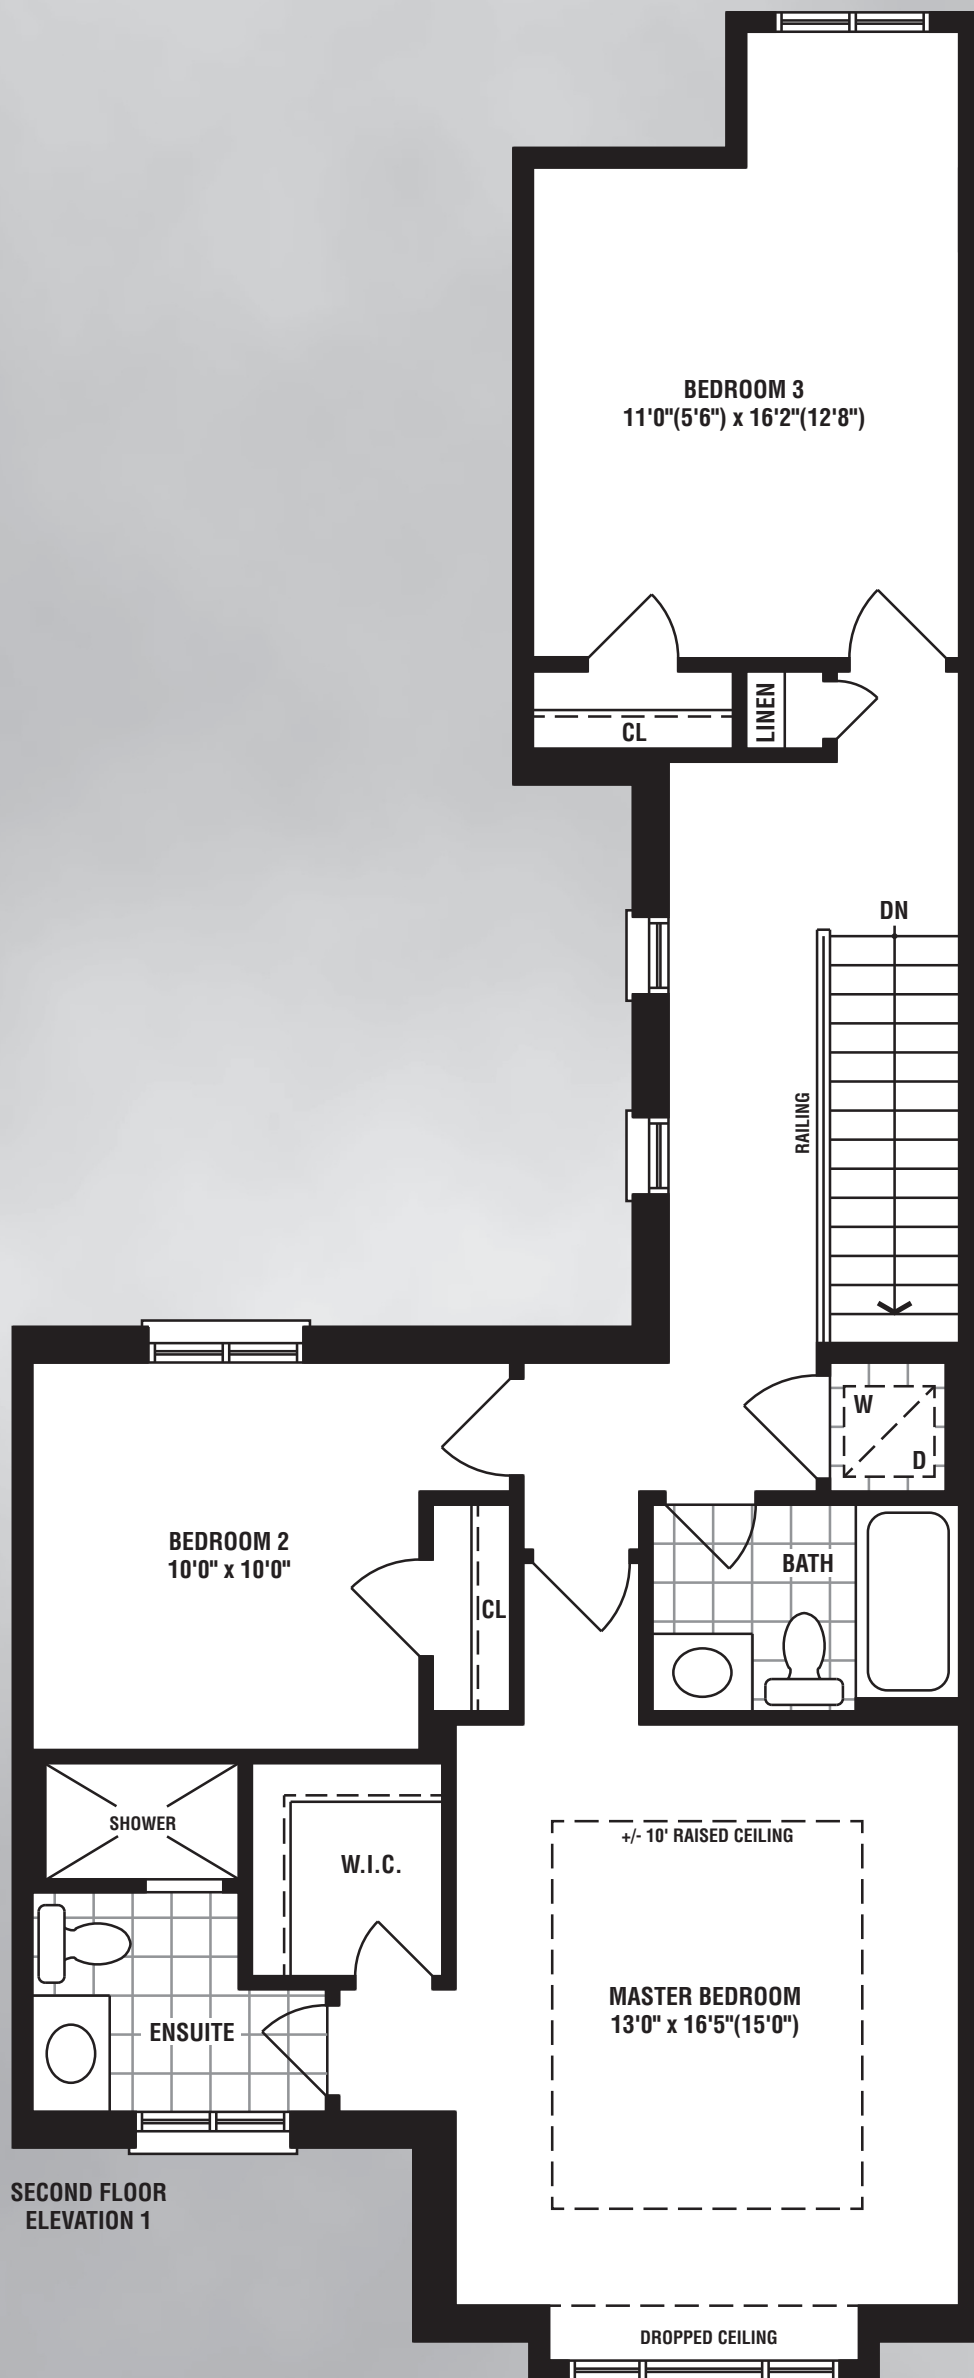 BEDROOM 3
11'0"(5'6") x 16'2"(12'8")
CL
LINEN
DN
RAILING
W
D
BEDROOM 2
10'0" x 10'0"
BATH
CL
SHOWER
+/- 10' RAISED CEILING
W.I.C.
MASTER BEDROOM
13'0" x 16'5"(15'0")
ENSUITE
SECOND FLOOR
ELEVATION 1
DROPPED CEILING